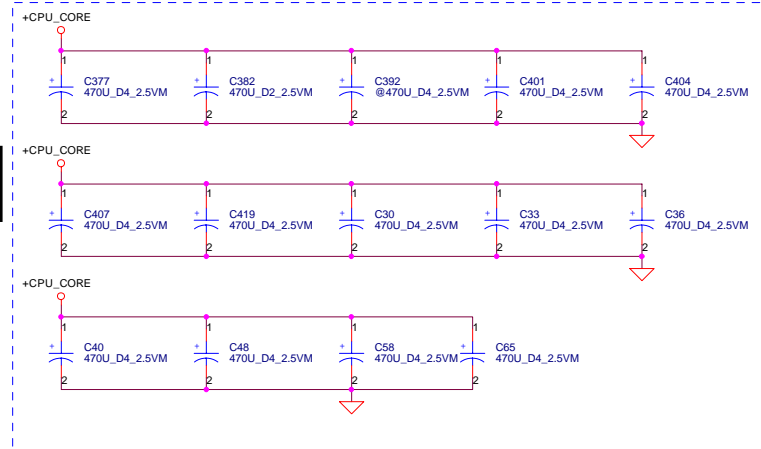 +CPU_CORE
1 1 1 1 1
+ C377 + C382 + C392 + C401 + C404
470U_D4_2.5VM 470U_D2_2.5VM @470U_D4_2.5VM 470U_D4_2.5VM 470U_D4_2.5VM
2 2 2 2 2
+CPU_CORE
1 1 1 1 1
+ C407 + C419 + C30 + C33 + C36
470U_D4_2.5VM 470U_D4_2.5VM 470U_D4_2.5VM 470U_D4_2.5VM 470U_D4_2.5VM
2 2 2 2 2
+CPU_CORE
1 1 1 1
+ C40 + C48 + C58 + C65
470U_D4_2.5VM 470U_D4_2.5VM 470U_D4_2.5VM 470U_D4_2.5VM
2 2 2 2